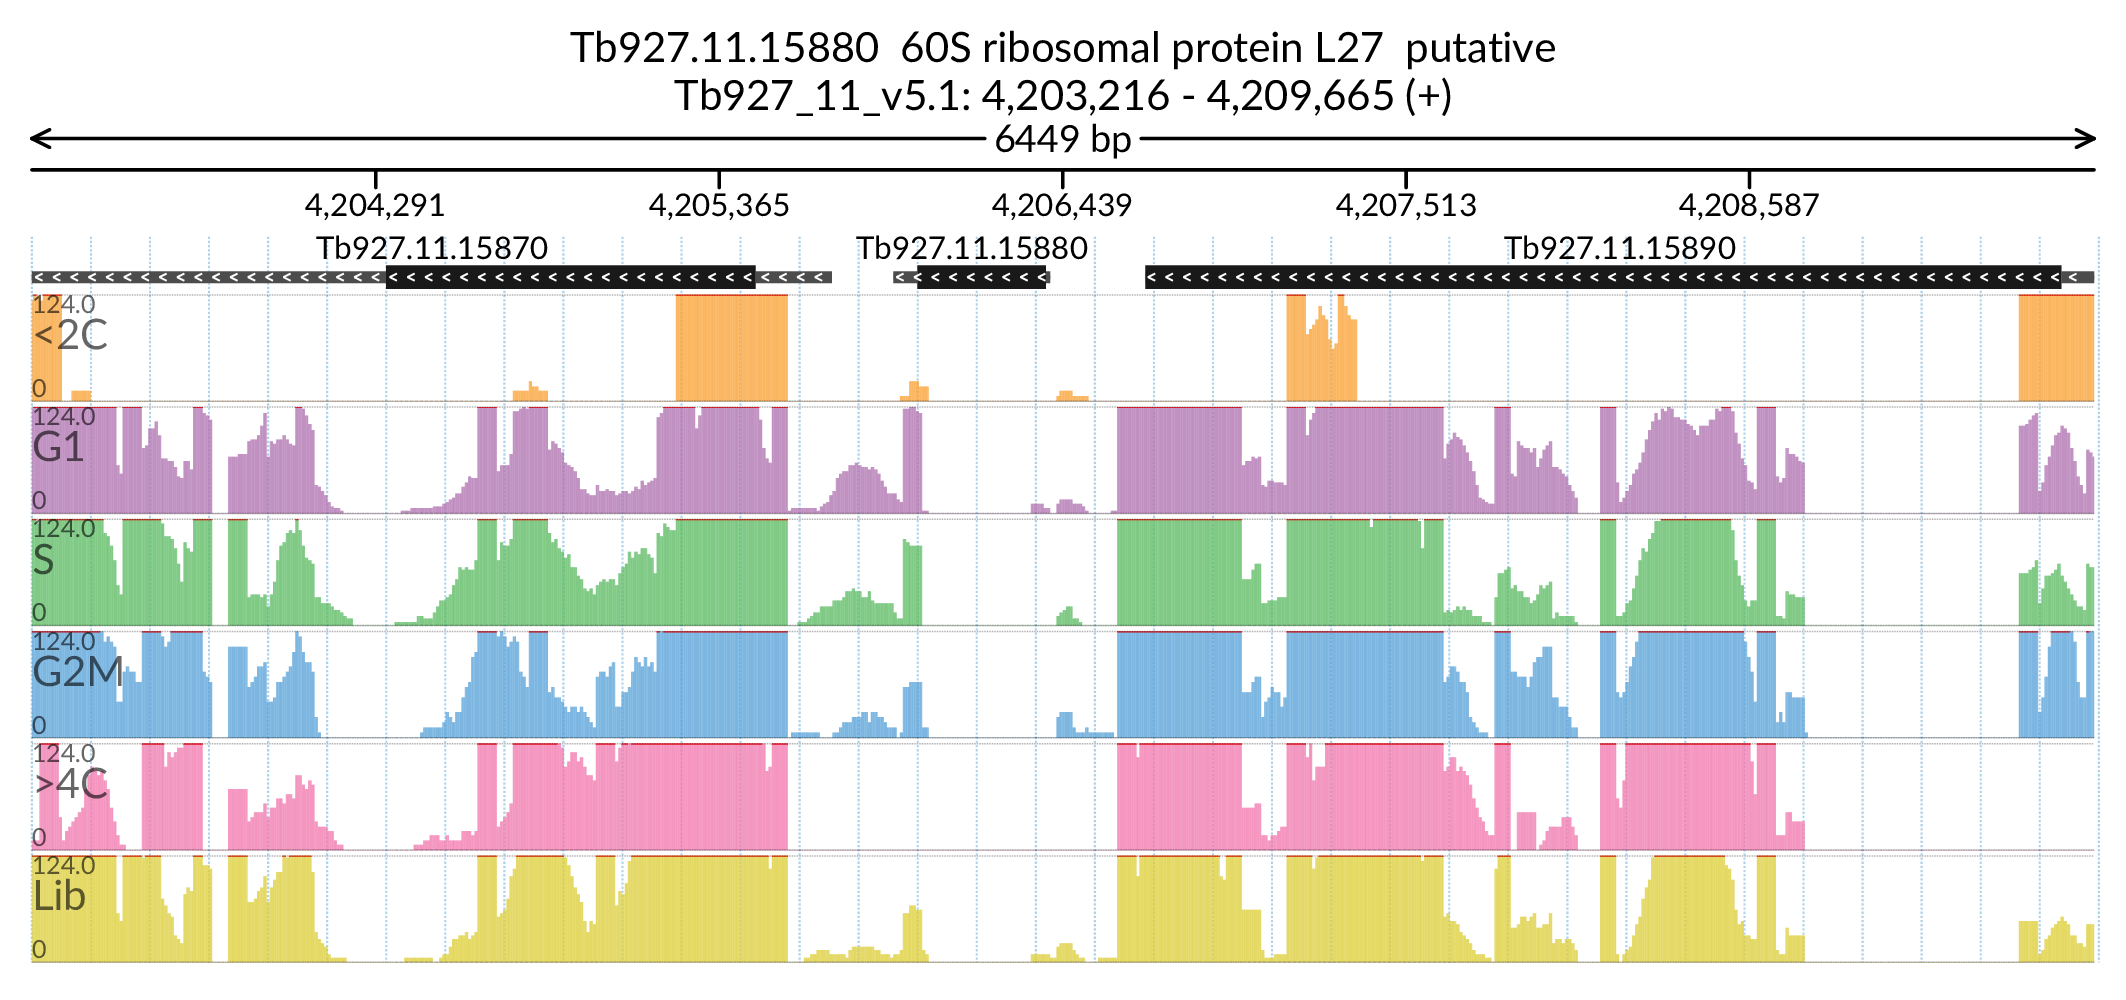 Tb927.11.15880  60S ribosomal protein L27  putative
Tb927_11_v5.1: 4,203,216 - 4,209,665 (+)
6449 bp
4,204,291 4,205,365 4,206,439 4,207,513 4,208,587
Tb927.11.15870 Tb927.11.15880 Tb927.11.15890
124.0
<2C
0
124.0
G1
0
124.0
S
0
124.0
G2M
0
124.0
>4C
0
124.0
Lib
0